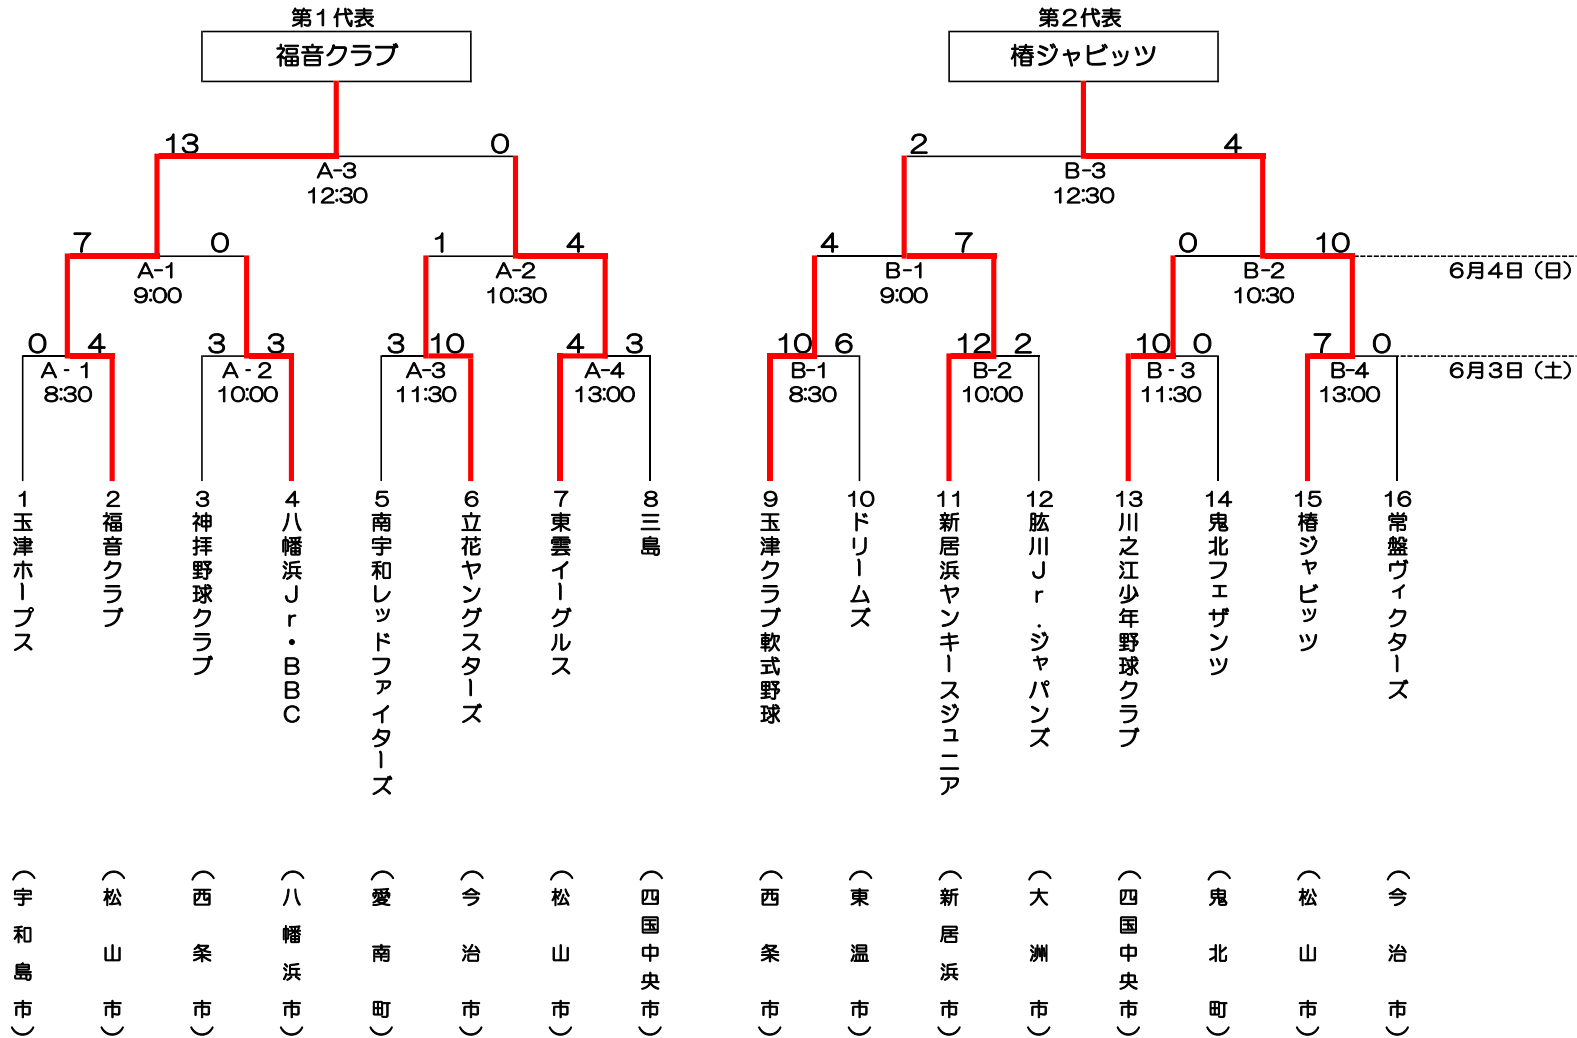 第1代表
福音クラブ
第2代表
椿ジャビッツ
13
0
A-3
12:30
2
4
B-3
12:30
7
0
A-1
9:00
1
4
A-2
10:30
4
7
B-1
9:00
0
10
B-2
10:30
6月4日（日）
0
4
A-1
8:30
3
3
A-2
10:00
3
10
A-3
11:30
4
3
A-4
13:00
10
6
B-1
8:30
12
2
B-2
10:00
10
0
B-3
11:30
7
0
B-4
13:00
6月3日（土）
1
玉津ホープス
（宇和島市）
2
福音クラブ
（松山市）
3
神拝野球クラブ
（西条市）
4
八幡浜Jr・BBC
（八幡浜市）
5
南宇和レッドファイターズ
（愛南町）
6
立花ヤングスターズ
（今治市）
7
東雲イーグルス
（松山市）
8
三島
（四国中央市）
9
玉津クラブ軟式野球
（西条市）
10
ドリームズ
（東温市）
11
新居浜ヤンキースジュニア
（新居浜市）
12
肱川Jr.ジャパンズ
（大洲市）
13
川之江少年野球クラブ
（四国中央市）
14
鬼北フェザンツ
（鬼北町）
15
椿ジャビッツ
（松山市）
16
常盤ヴィクターズ
（今治市）